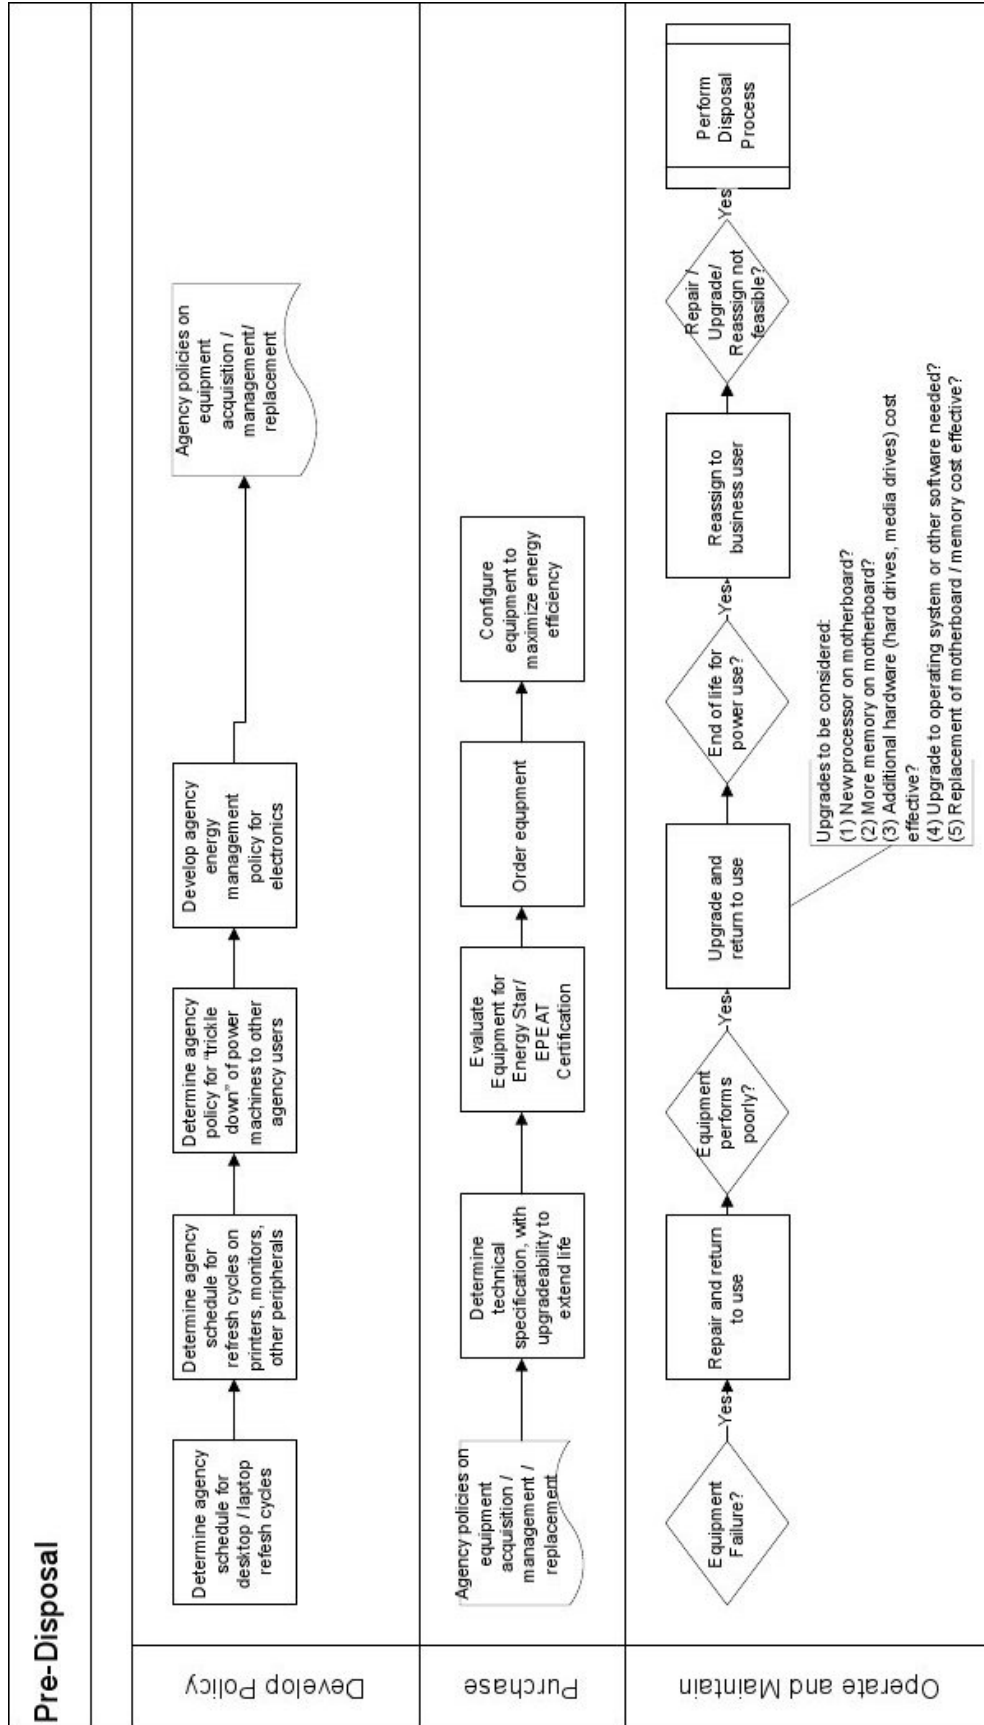 Pre-Disposal
Develop Policy
Determine agency
schedule for
desktop / laptop
refesh cycles
Determine agency
schedule for
refresh cycles on
printers, monitors,
other peripherals
Determine agency
policy for “trickle
down” of power
machines to other
agency users
Develop agency
energy
management
policy for
electronics
Agency policies on
equipment
acquisition /
management/
replacement
Purchase
Agency policies on
equipment
acquisition /
management /
replacement
Determine
technical
specification, with
upgradeability to
extend life
Evaluate
Equipment for
Energy Star/
EPEAT
Certification
Order equpment
Configure
equipment to
maximize energy
efficiency
Operate and Maintain
Equipment
Failure?
Yes
Repair and return
to use
Equipment
performs
poorly?
Yes
Upgrade and
return to use
End of life for
power use?
Yes
Reassign to
business user
Repair /
Upgrade/
Reassign not
feasible?
Yes
Perform
Disposal
Process
Upgrades to be considered:
(1) New processor on motherboard?
(2) More memory on motherboard?
(3) Additional hardware (hard drives, media drives) cost
effective?
(4) Upgrade to operating system or other software needed?
(5) Replacement of motherboard / memory cost effective?